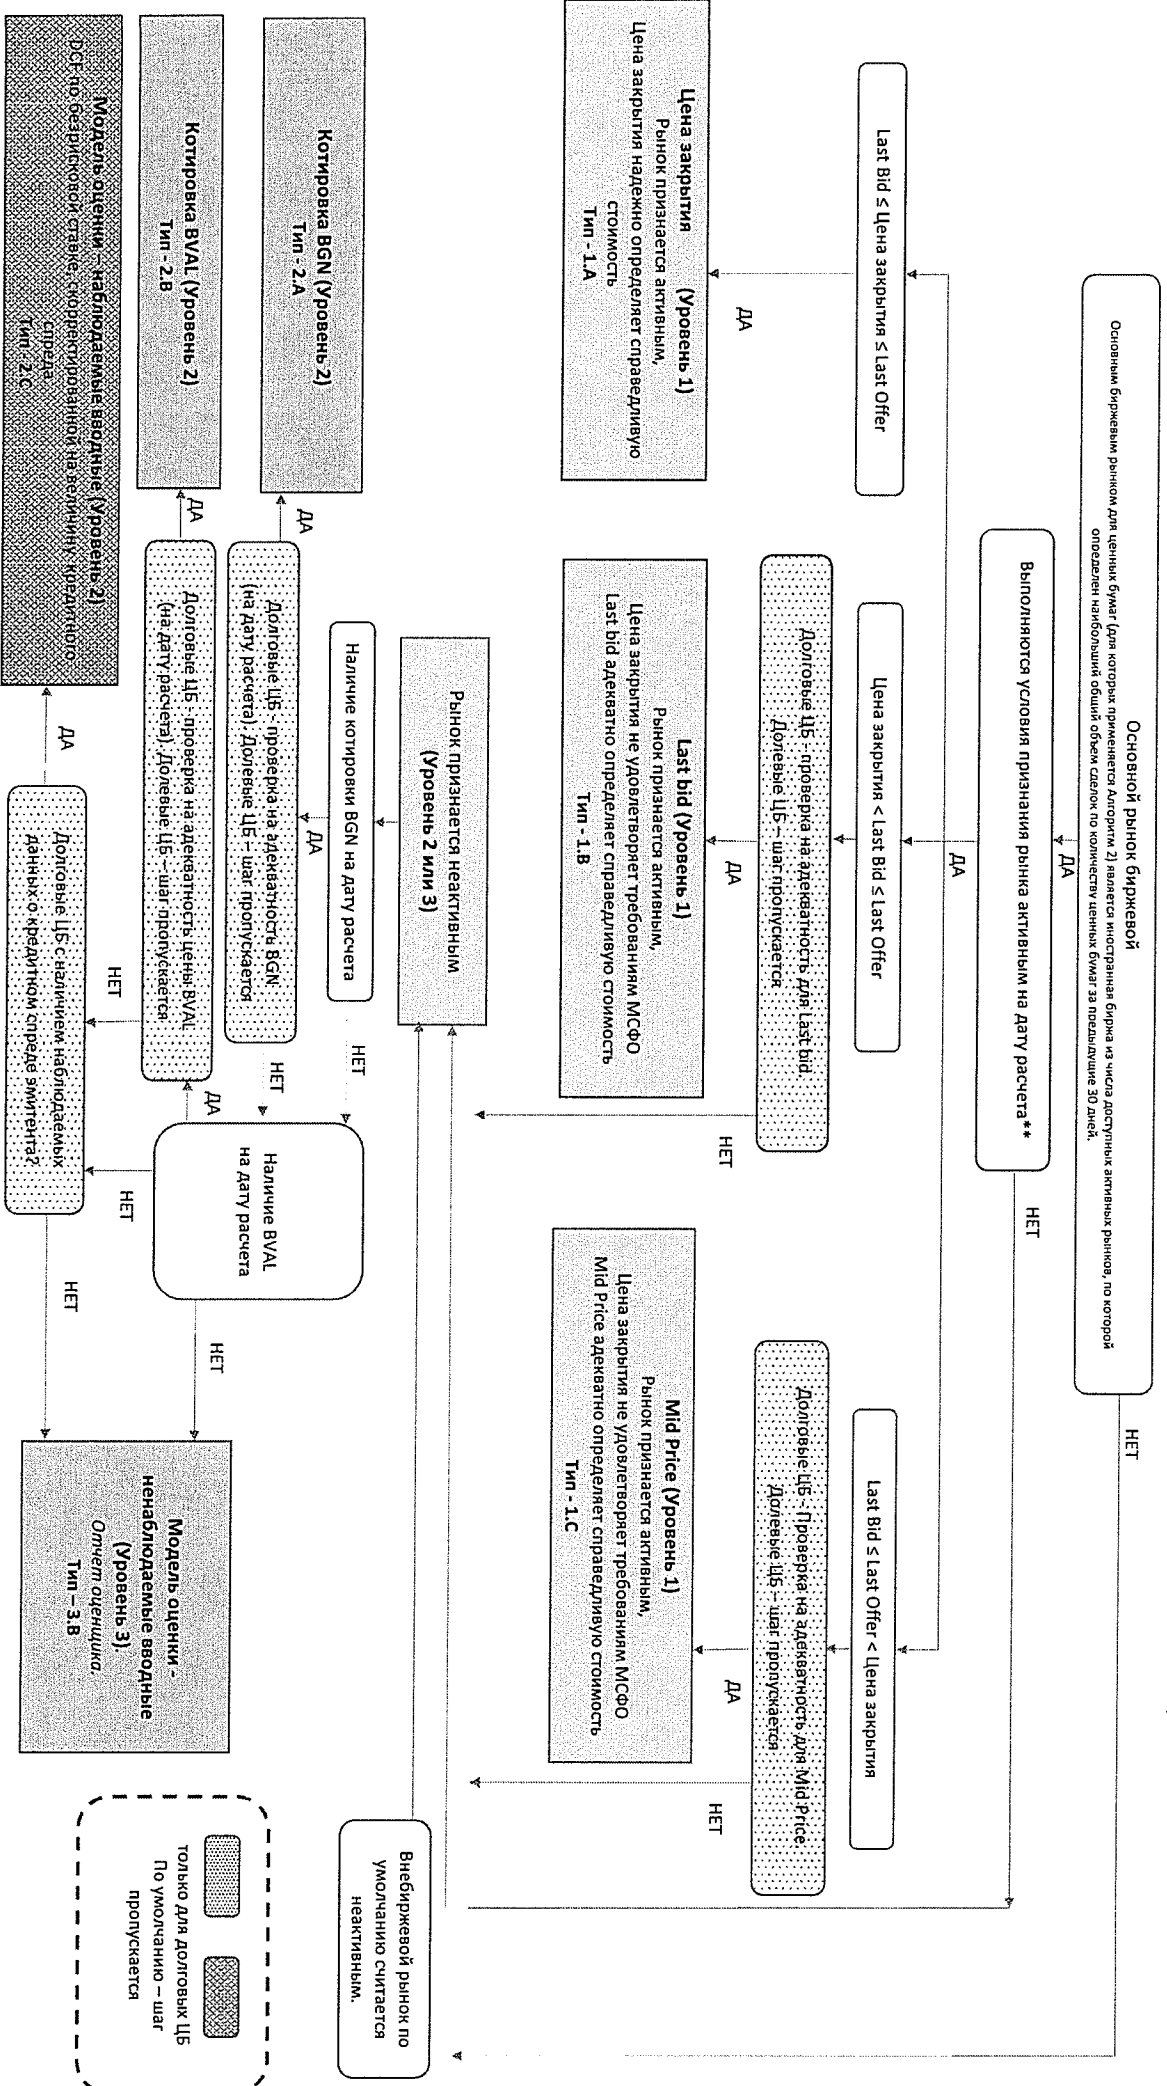 Основной рынок биржевой
Основным биржевым рынком для ценных бумаг (для которых применяется Алгоритм 2) является иностранная биржа из числа доступных активных рынков, по которой
определен наибольший общий объем сделок по количеству ценных бумаг за предыдущие 30 дней.
НЕТ
ДА
Выполняются условия признания рынка активным на дату расчета**
НЕТ
ДА
Last Bid ≤ Цена закрытия ≤ Last Offer
Цена закрытия < Last Bid ≤ Last Offer
Last Bid ≤ Last Offer < Цена закрытия
Долговые ЦБ - проверка на адекватность для Last bid.
Долевые ЦБ – шаг пропускается
Долговые ЦБ - Проверка на адекватность для Mid Price.
Долевые ЦБ – шаг пропускается
ДА
ДА
НЕТ
ДА
НЕТ
Цена закрытия (Уровень 1)
Рынок признается активным,
Цена закрытия надежно определяет справедливую
стоимость
Тип - 1.A
Last bid (Уровень 1)
Рынок признается активным,
Цена закрытия не удовлетворяет требованиям МСФО
Last bid адекватно определяет справедливую стоимость
Тип - 1.B
Mid Price (Уровень 1)
Рынок признается активным,
Цена закрытия не удовлетворяет требованиям МСФО
Mid Price адекватно определяет справедливую стоимость
Тип - 1.C
Рынок признается неактивным
(Уровень 2 или 3)
Внебиржевой рынок по
умолчанию считается
неактивным.
Наличие котировки BGN на дату расчета
НЕТ
ДА
Котировка BGN (Уровень 2)
Тип - 2.A
ДА
Долговые ЦБ - проверка на адекватность BGN
(на дату расчета). Долевые ЦБ – шаг пропускается
НЕТ
Наличие BVAL
на дату расчета
НЕТ
ДА
Котировка BVAL (Уровень 2)
Тип - 2.B
ДА
Долговые ЦБ - проверка на адекватность цены BVAL
(на дату расчета). Долевые ЦБ – шаг пропускается
НЕТ
НЕТ
Модель оценки – наблюдаемые вводные (Уровень 2)
DCF по безрисковой ставке, скорректированной на величину кредитного
спреда
Тип - 2.C
ДА
Долговые ЦБ с наличием наблюдаемых
данных о кредитном спреде эмитента?
НЕТ
Модель оценки -
ненаблюдаемые вводные
(Уровень 3).
Отчет оценщика.
Тип – 3.B
только для долговых ЦБ
По умолчанию – шаг
пропускается